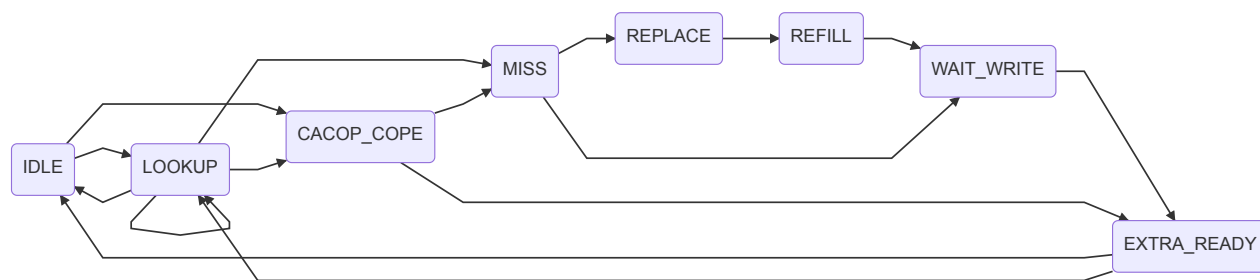 IDLE
LOOKUP
CACOP_COPE
MISS
REPLACE
REFILL
WAIT_WRITE
EXTRA_READY